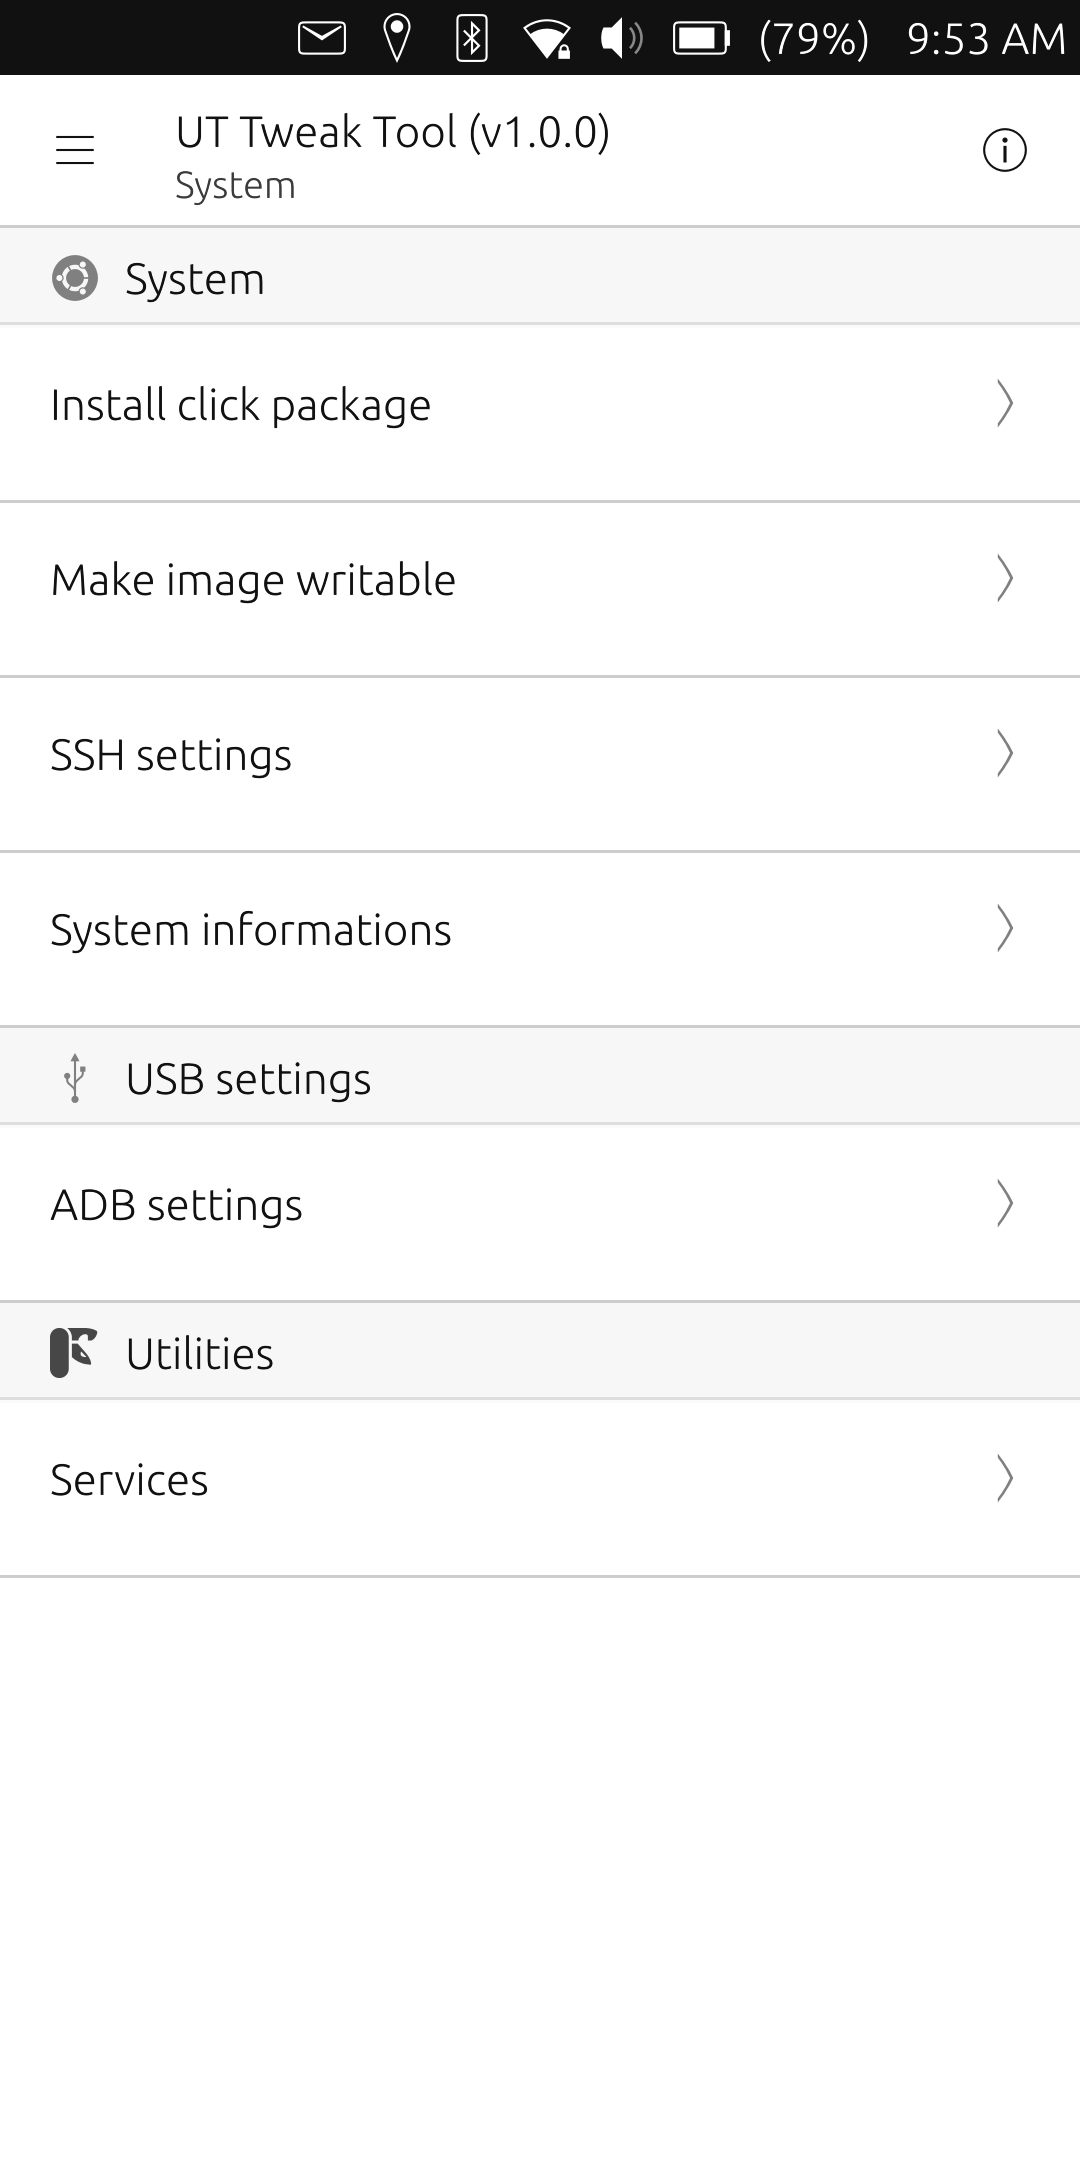 (79%) 9:53 AM
UT Tweak Tool (v1.0.0)
System
System
Install click package
Make image writable
SSH settings
System informations
USB settings
ADB settings
Utilities
Services